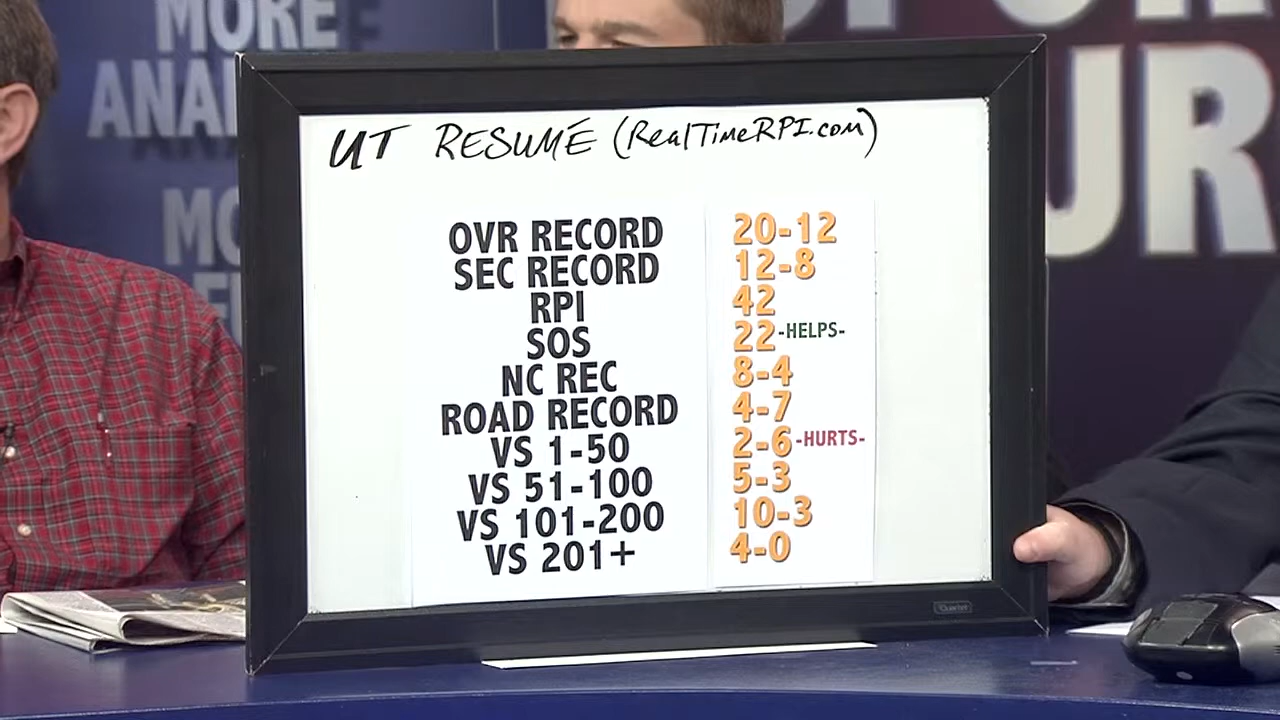 MORE
UT RESUMÉ (RealTimeRPI.com)
OVR RECORD 20-12
SEC RECORD 12-8
RPI 42
SOS 22 -HELPS-
NC REC 8-4
ROAD RECORD 4-7
VS 1-50 2-6 -HURTS-
VS 51-100 5-3
VS 101-200 10-3
VS 201+ 4-0
Quartet